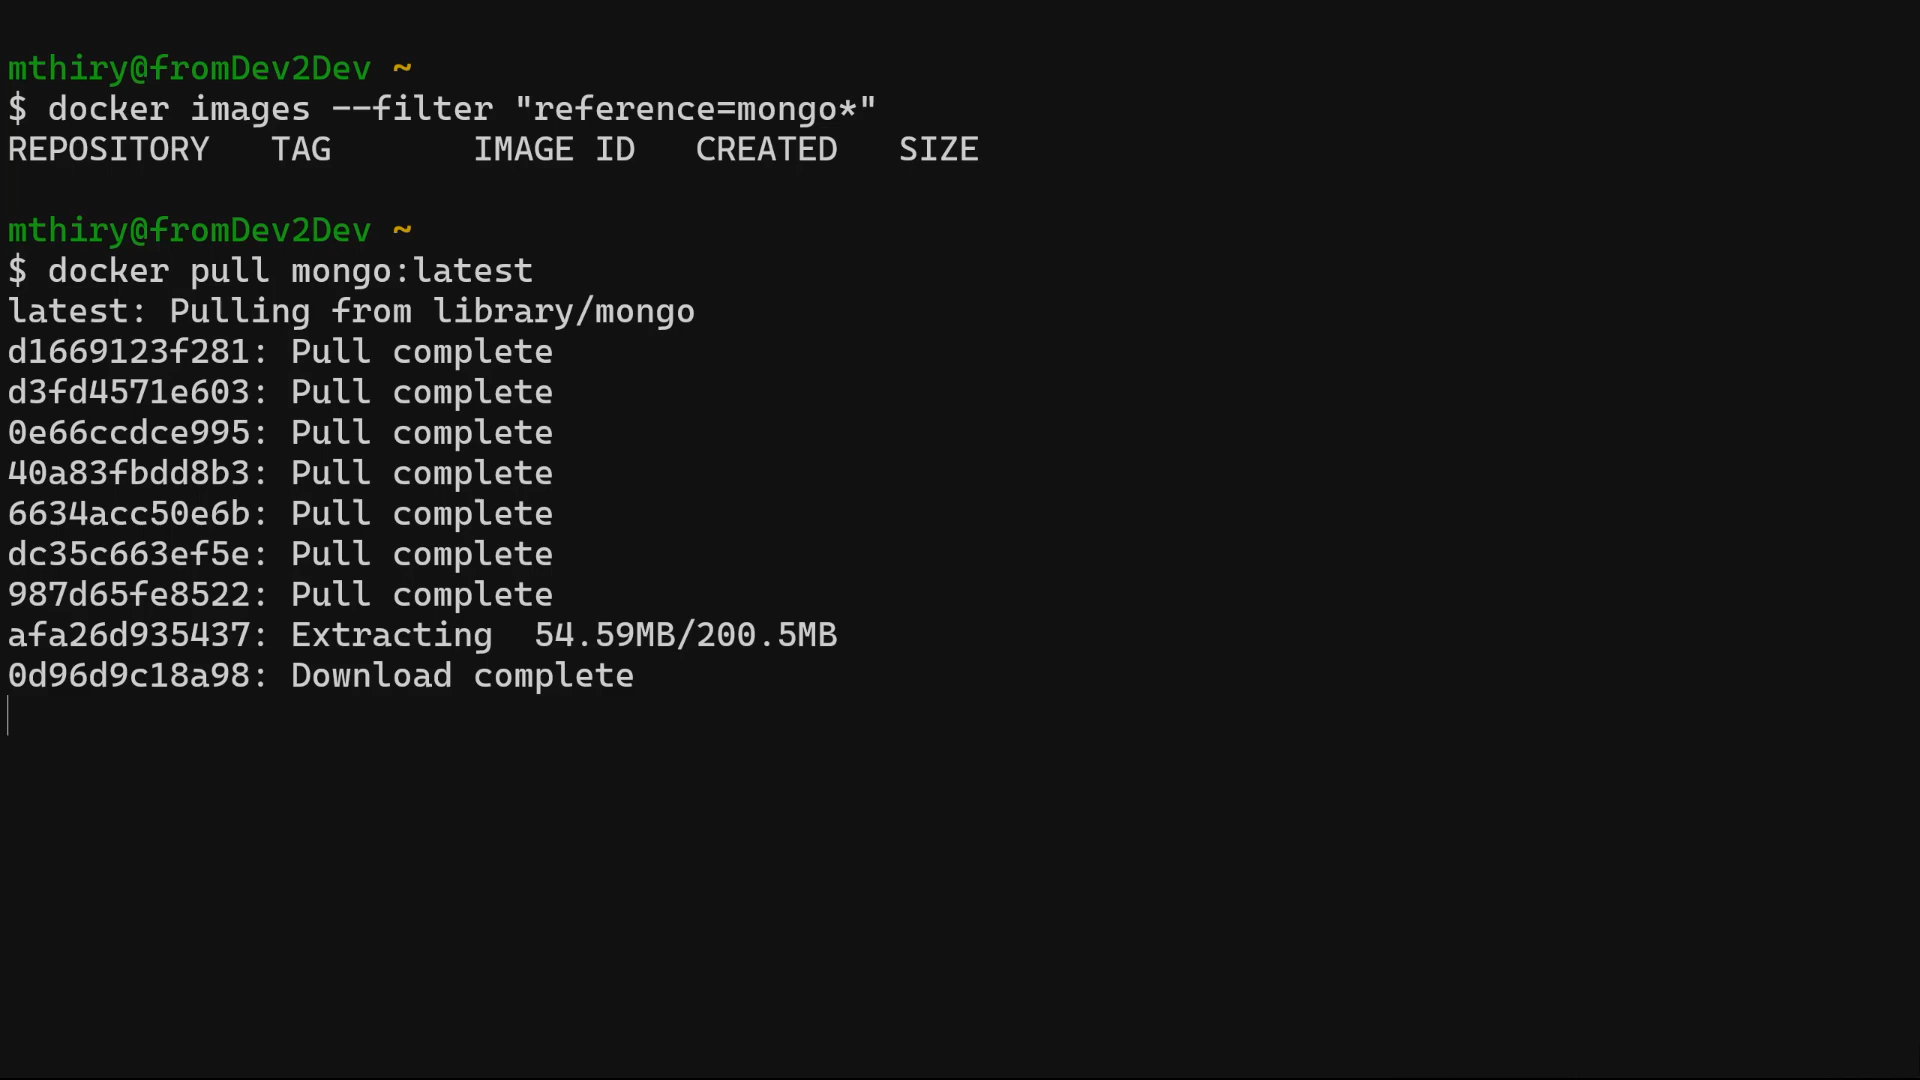 mthiry@fromDev2Dev ~
$ docker images --filter "reference=mongo*"
REPOSITORY   TAG       IMAGE ID   CREATED   SIZE
mthiry@fromDev2Dev ~
$ docker pull mongo:latest
latest: Pulling from library/mongo
d1669123f281: Pull complete
d3fd4571e603: Pull complete
0e66ccdce995: Pull complete
40a83fbdd8b3: Pull complete
6634acc50e6b: Pull complete
dc35c663ef5e: Pull complete
987d65fe8522: Pull complete
afa26d935437: Extracting  54.59MB/200.5MB
0d96d9c18a98: Download complete